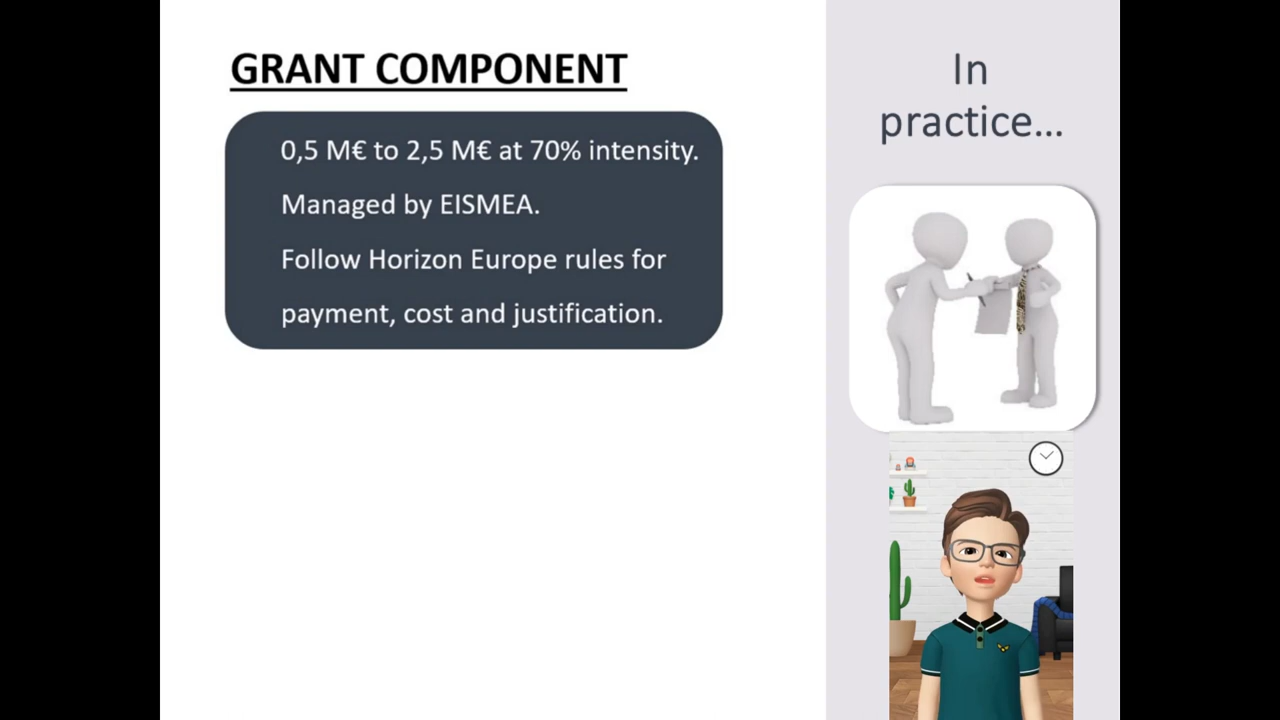 GRANT COMPONENT
0,5 M€ to 2,5 M€ at 70% intensity.
Managed by EISMEA.
Follow Horizon Europe rules for
payment, cost and justification.
In
practice...